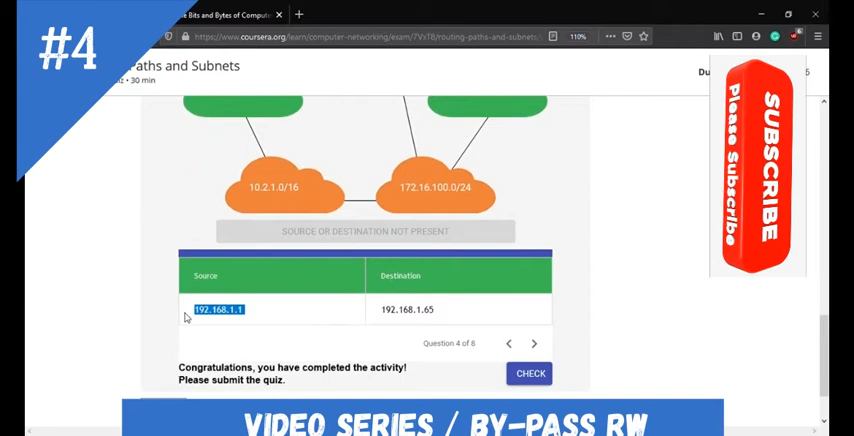 #4
e Bits and Bytes of Compute
https://www.coursera.org/learn/computer-networking/exam/7VxT8/routing-paths-and-subnets/
110%
Paths and Subnets
iz • 30 min
Du
10.2.1.0/16
172.16.100.0/24
SOURCE OR DESTINATION NOT PRESENT
Source
Destination
192.168.1.1
192.168.1.65
Question 4 of 8
Congratulations, you have completed the activity!
Please submit the quiz.
CHECK
SUBSCRIBE
Please Subscribe
VIDEO SERIES / BY-PASS RW